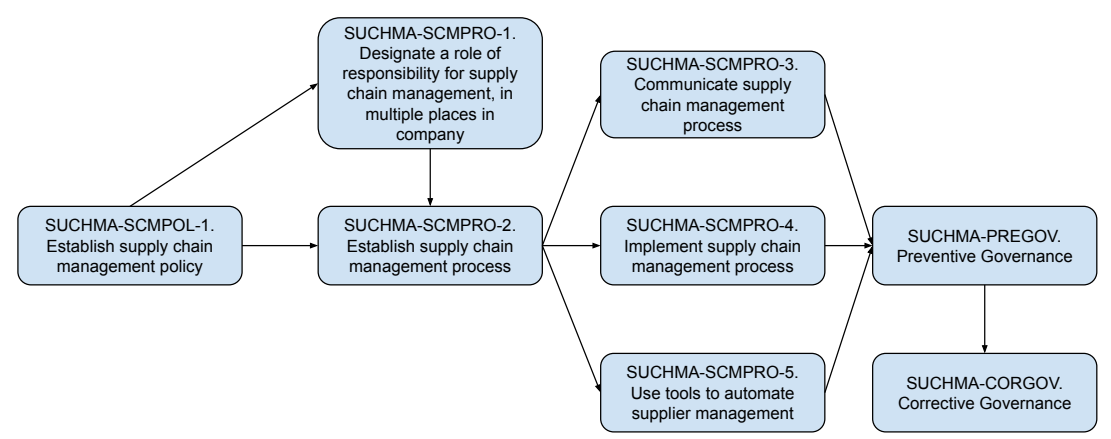 SUCHMA-SCMPRO-1.
Designate a role of
responsibility for supply
chain management, in
multiple places in
company
SUCHMA-SCMPRO-3.
Communicate supply
chain management
process
SUCHMA-SCMPOL-1.
Establish supply chain
management policy
SUCHMA-SCMPRO-2.
Establish supply chain
management process
SUCHMA-SCMPRO-4.
Implement supply chain
management process
SUCHMA-PREGOV.
Preventive Governance
SUCHMA-SCMPRO-5.
Use tools to automate
supplier management
SUCHMA-CORGOV.
Corrective Governance